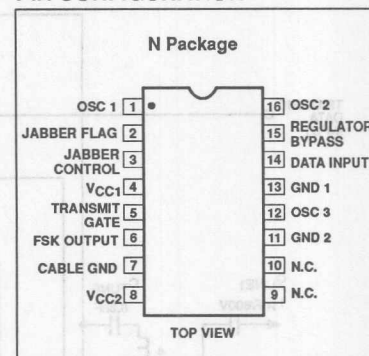 N Package
OSC 1 1
JABBER FLAG 2
JABBER
CONTROL 3
VCC1 4
TRANSMIT
GATE 5
FSK OUTPUT 6
CABLE GND 7
VCC2 8
16 OSC 2
15 REGULATOR
BYPASS
14 DATA INPUT
13 GND 1
12 OSC 3
11 GND 2
10 N.C.
9 N.C.
TOP VIEW